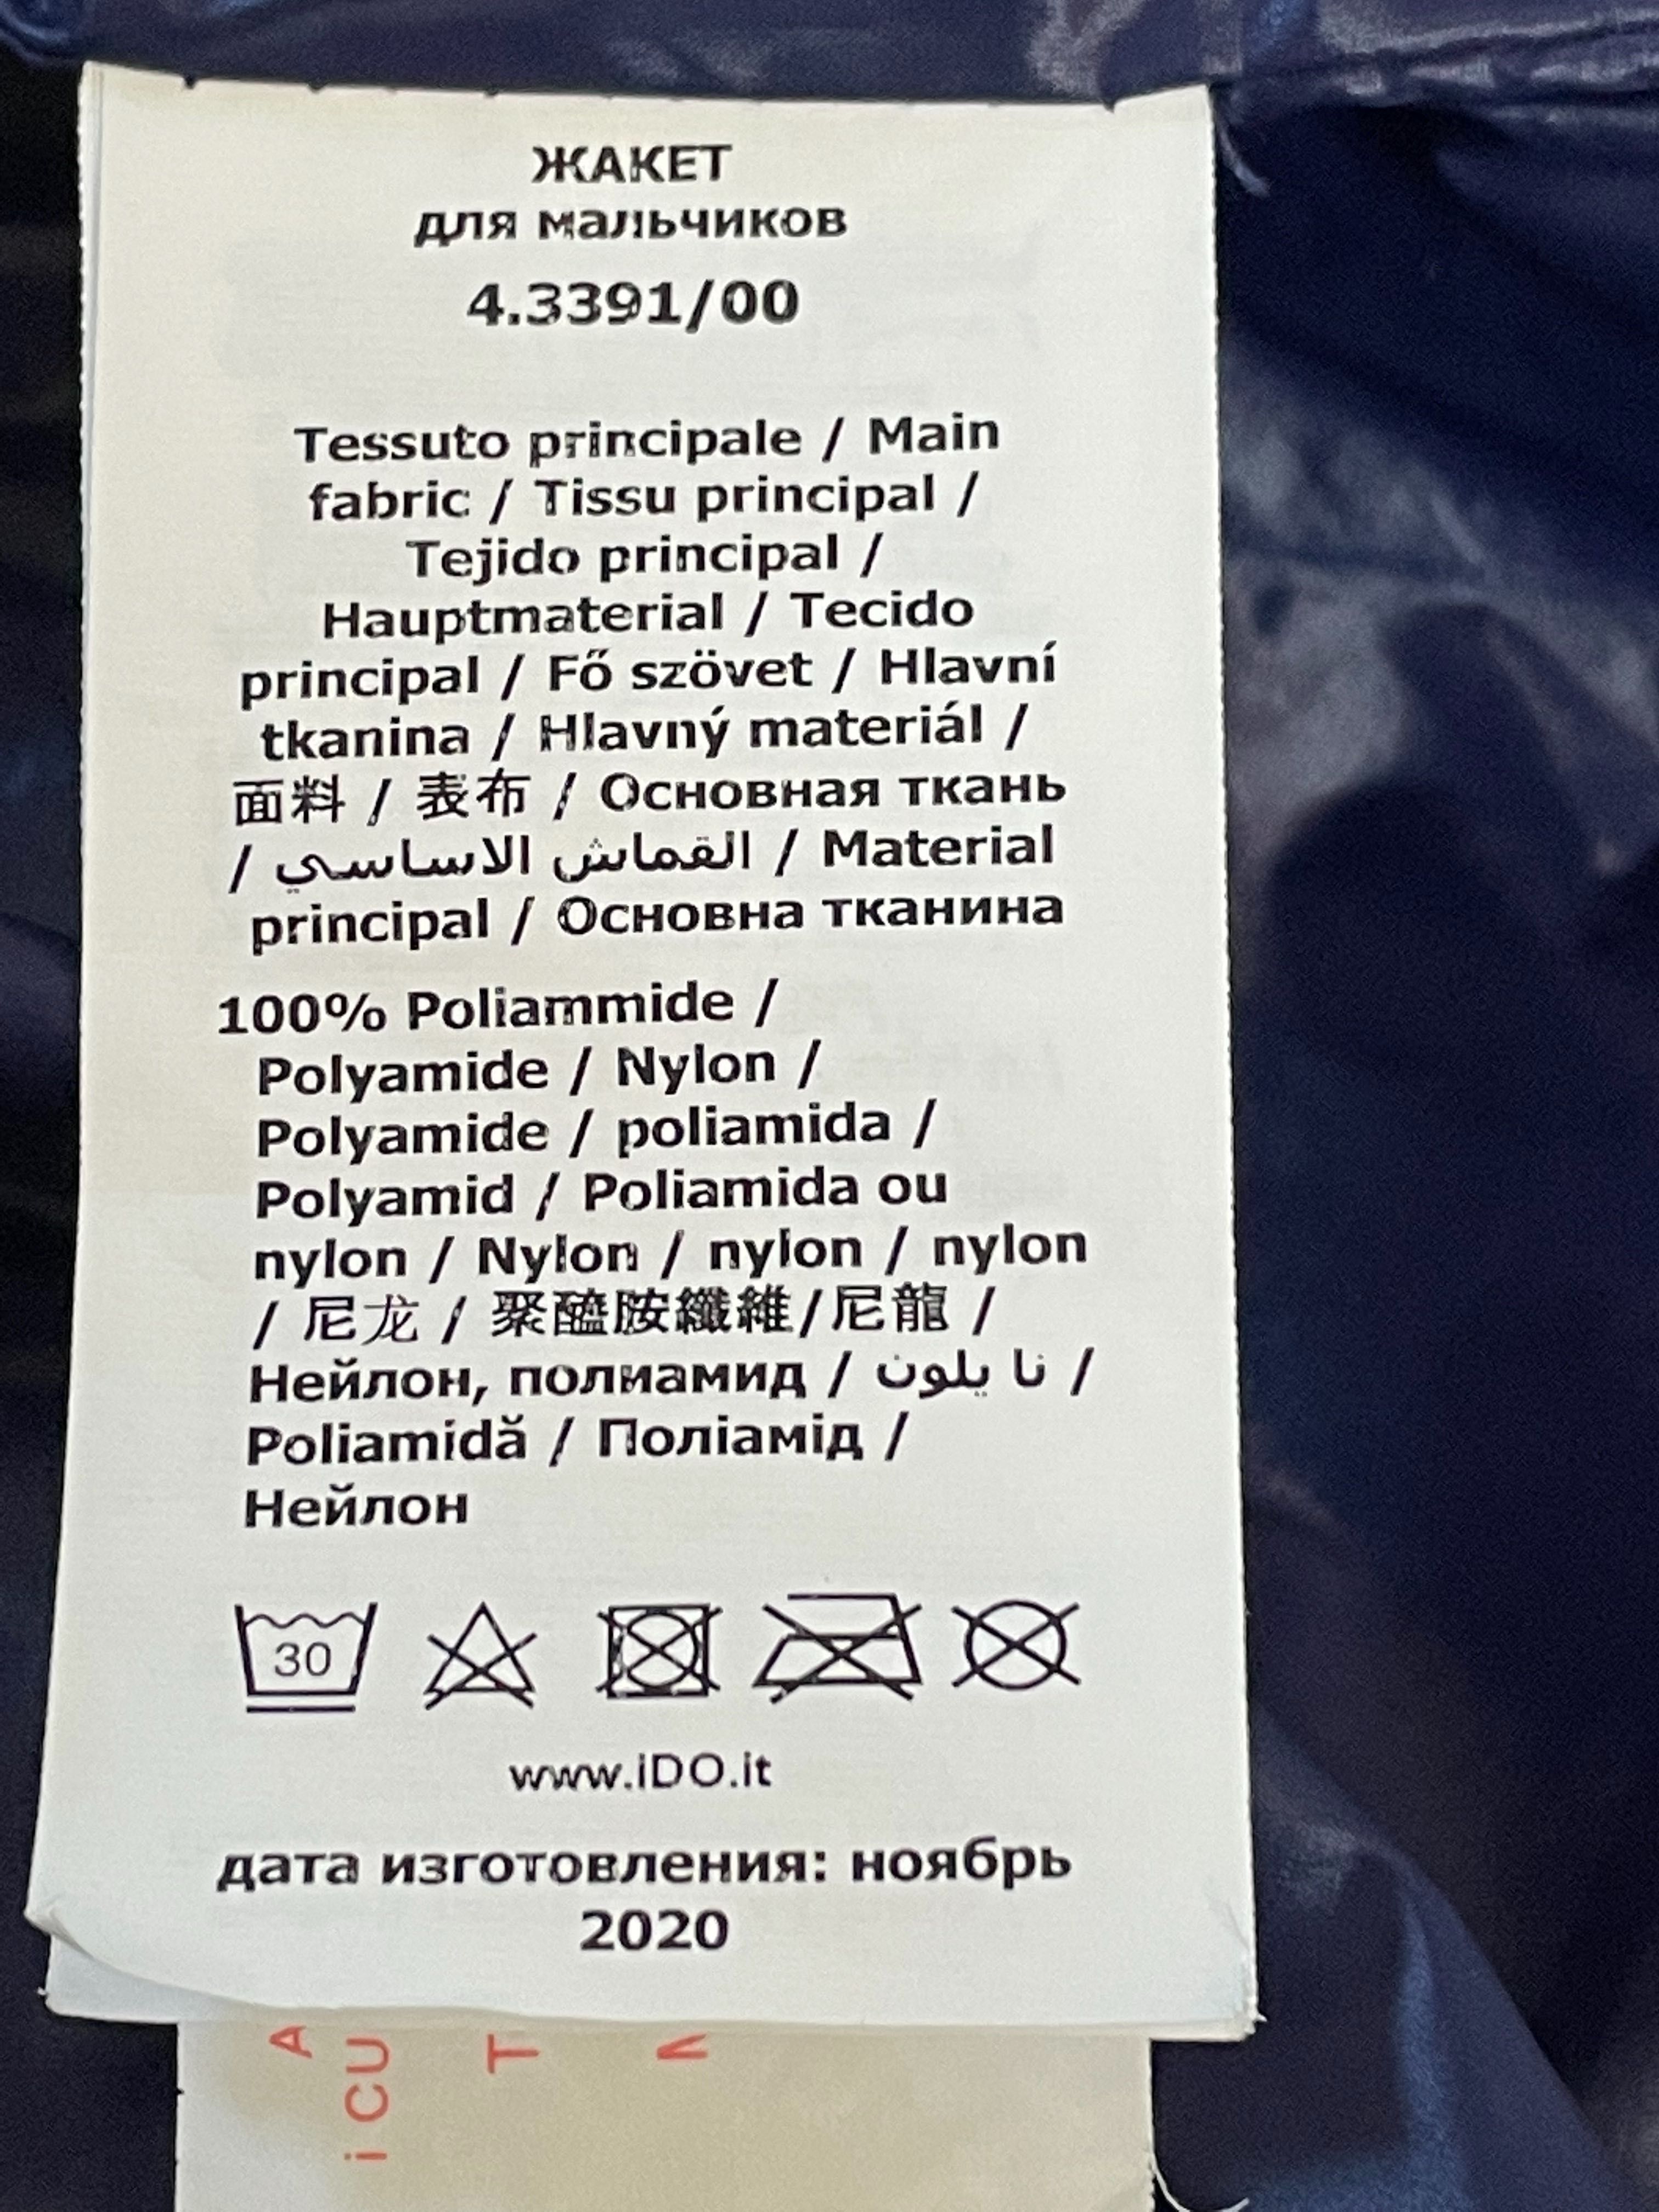 ЖАКЕТ
для мальчиков
4.3391/00
Tessuto principale / Main
fabric / Tissu principal /
Tejido principal /
Hauptmaterial / Tecido
principal / Fő szövet / Hlavní
tkanina / Hlavný materiál /
面料 / 表布 / Основная ткань
/ القماش الاساسي / Material
principal / Основна тканина
100% Poliammide /
Polyamide / Nylon /
Polyamide / poliamida /
Polyamid / Poliamida ou
nylon / Nylon / nylon / nylon
/ 尼龙 / 聚醯胺纖維/尼龍 /
Нейлон, полиамид / نا يلون /
Poliamidă / Поліамід /
Нейлон
30
www.iDO.it
дата изготовления: ноябрь
2020
A
i CU
T